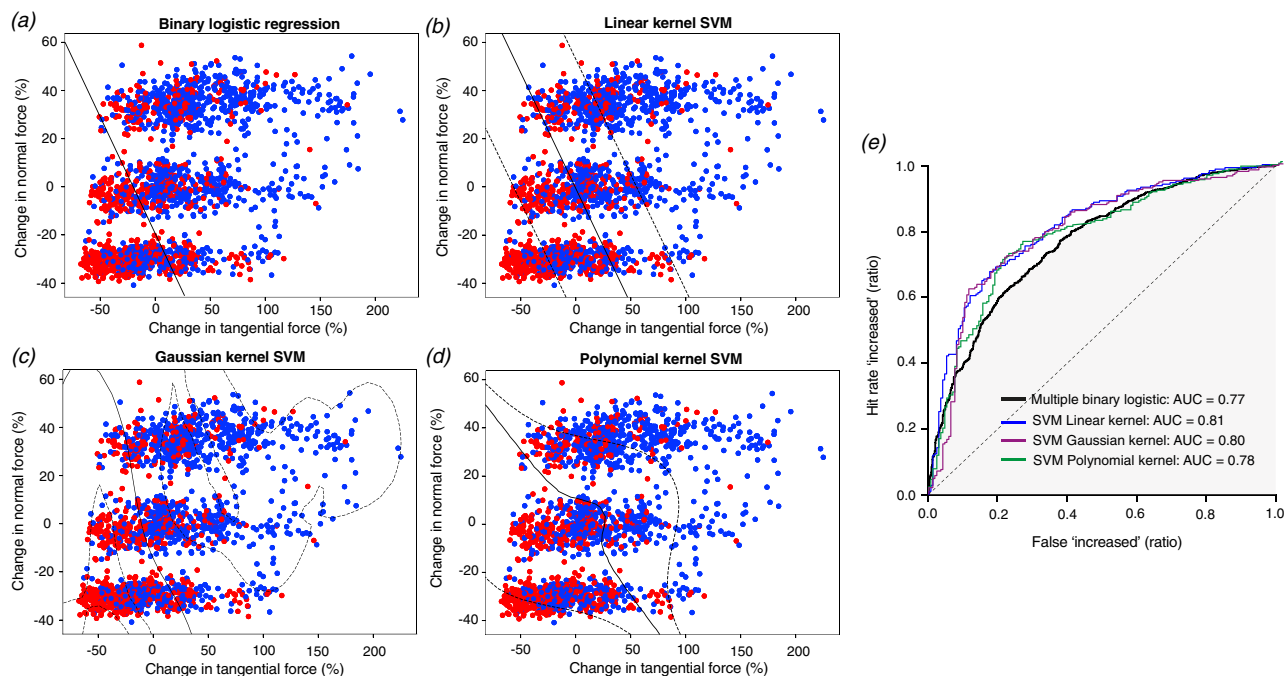 (a)
Binary logistic regression
60
40
20
0
-20
-40
Change in normal force (%)
-50
0
50
100
150
200
Change in tangential force (%)
(b)
Linear kernel SVM
60
40
20
0
-20
-40
Change in normal force (%)
-50
0
50
100
150
200
Change in tangential force (%)
(c)
Gaussian kernel SVM
60
40
20
0
-20
-40
Change in normal force (%)
-50
0
50
100
150
200
Change in tangential force (%)
(d)
Polynomial kernel SVM
60
40
20
0
-20
-40
Change in normal force (%)
-50
0
50
100
150
200
Change in tangential force (%)
(e)
1.0
0.8
0.6
0.4
0.2
0.0
Hit rate ‘increased’ (ratio)
Multiple binary logistic: AUC = 0.77
SVM Linear kernel: AUC = 0.81
SVM Gaussian kernel: AUC = 0.80
SVM Polynomial kernel: AUC = 0.78
0.0
0.2
0.4
0.6
0.8
1.0
False ‘increased’ (ratio)